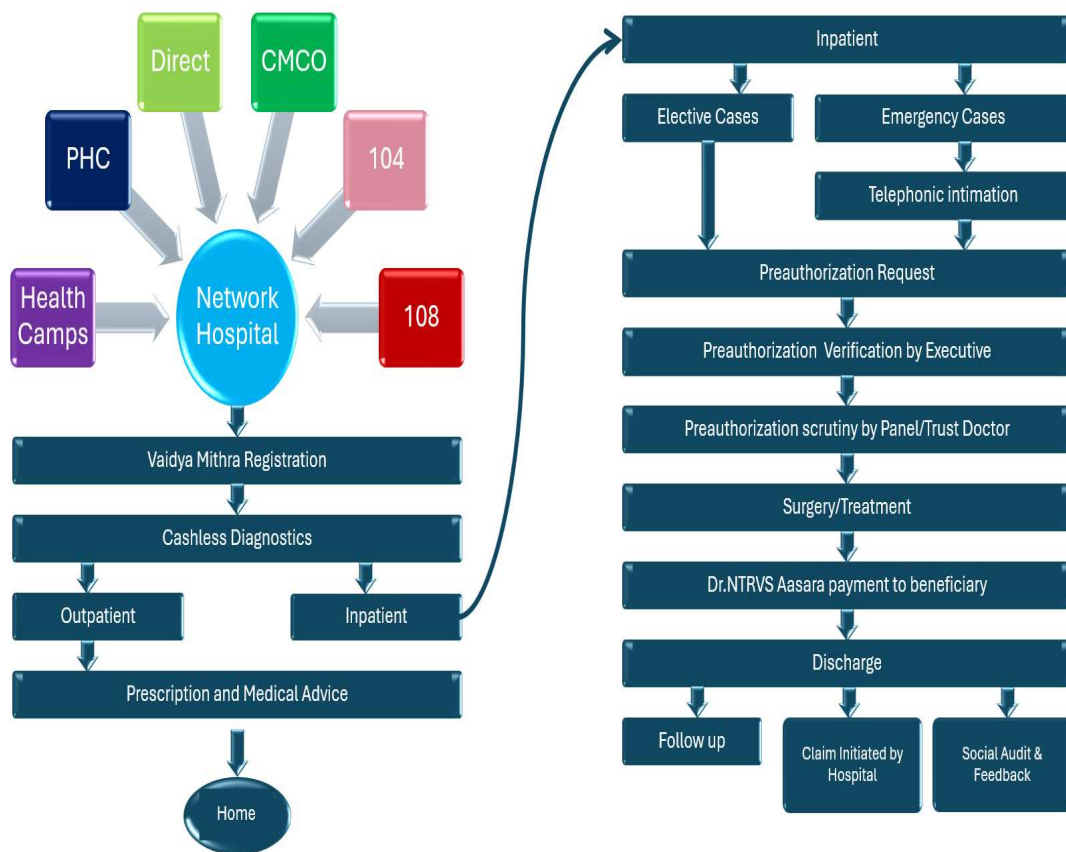 Direct
CMCO
PHC
104
Health
Camps
Network
Hospital
108
Vaidya Mithra Registration
Cashless Diagnostics
Outpatient
Inpatient
Prescription and Medical Advice
Home
Inpatient
Elective Cases
Emergency Cases
Telephonic intimation
Preauthorization Request
Preauthorization Verification by Executive
Preauthorization scrutiny by Panel/Trust Doctor
Surgery/Treatment
Dr.NTRVS Aasara payment to beneficiary
Discharge
Follow up
Claim Initiated by
Hospital
Social Audit &
Feedback